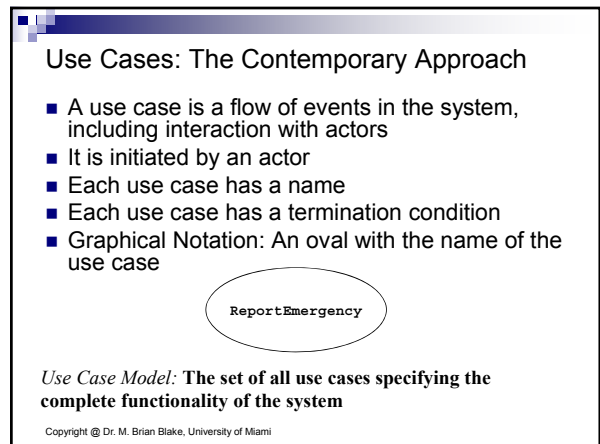 Use Cases: The Contemporary Approach
A use case is a flow of events in the system,
including interaction with actors
It is initiated by an actor
Each use case has a name
Each use case has a termination condition
Graphical Notation: An oval with the name of the
use case
ReportEmergency
Use Case Model: The set of all use cases specifying the
complete functionality of the system
Copyright @ Dr. M. Brian Blake, University of Miami